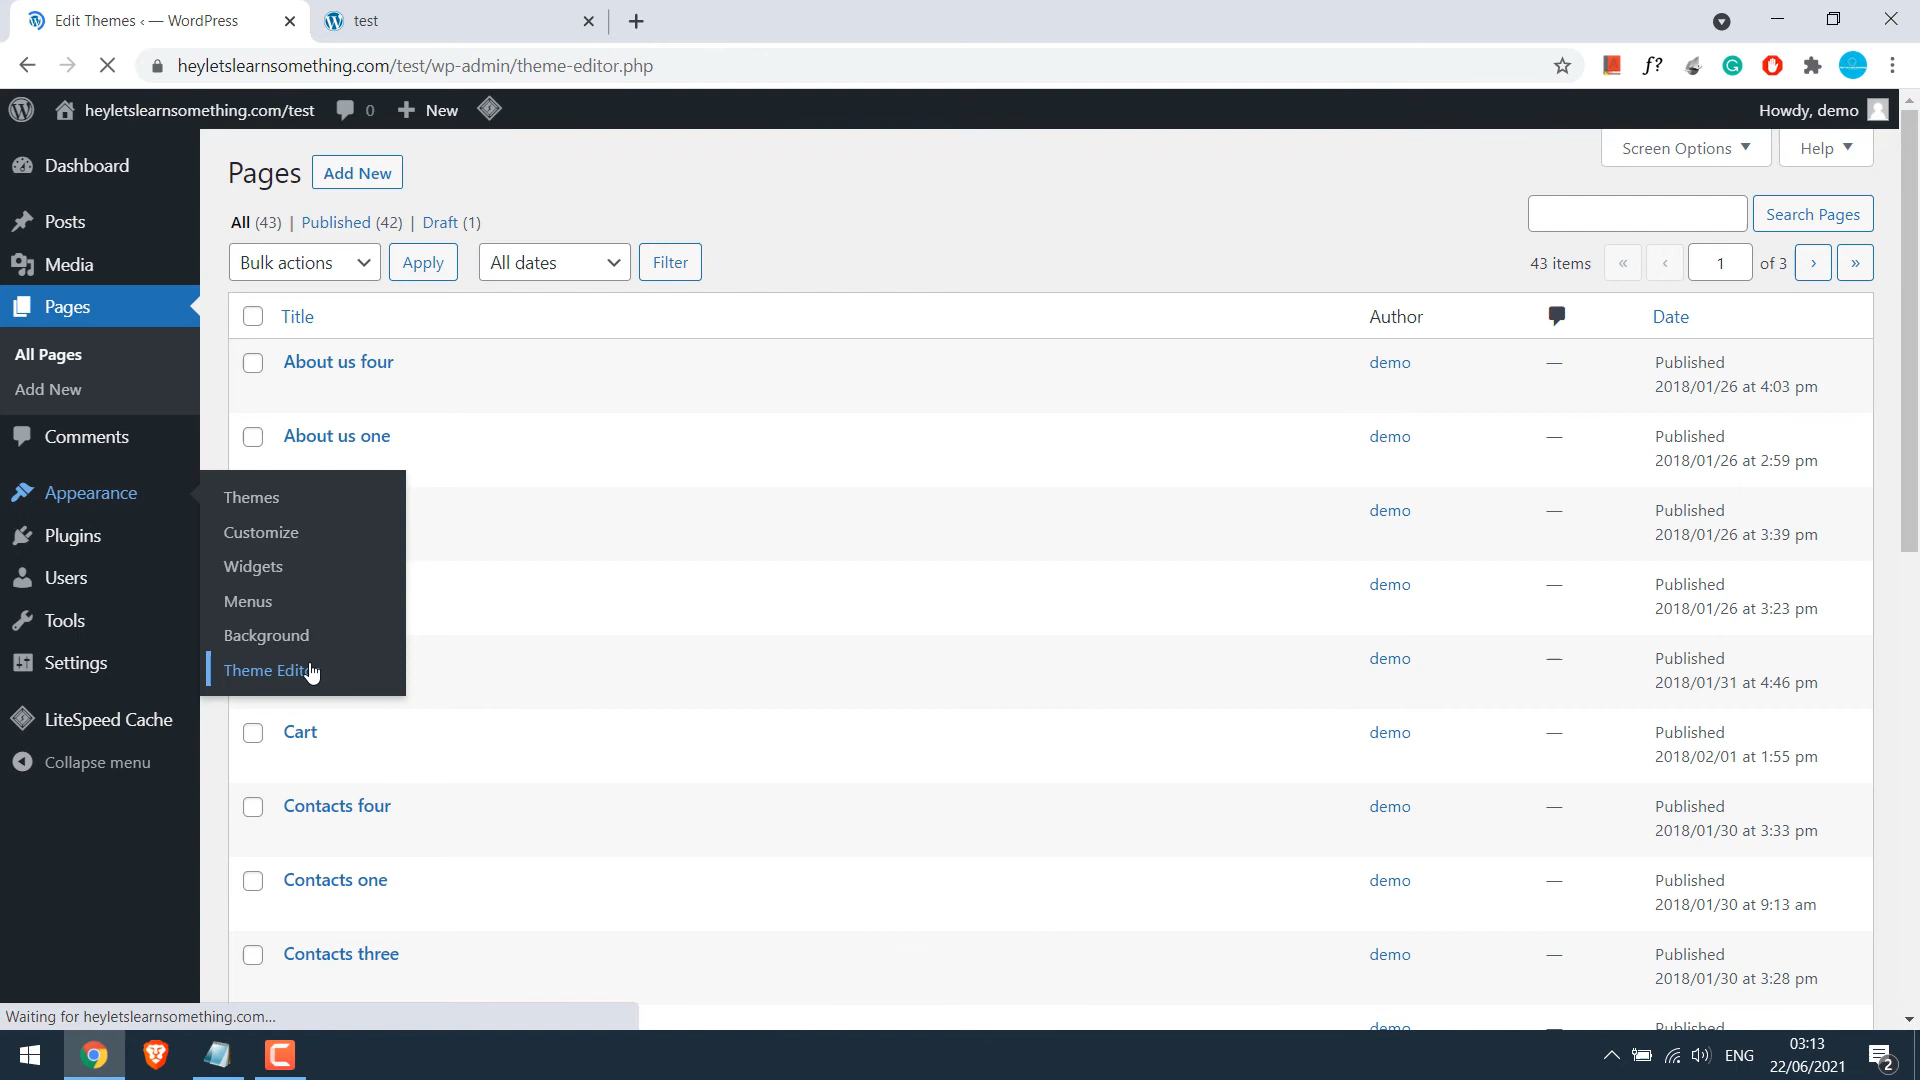 Edit Themes ‹ — WordPress
test
heyletslearnsomething.com/test/wp-admin/theme-editor.php
heyletslearnsomething.com/test
0
New
Howdy, demo
Dashboard
Posts
Media
Pages
All Pages
Add New
Comments
Appearance
Plugins
Users
Tools
Settings
LiteSpeed Cache
Collapse menu
Themes
Customize
Widgets
Menus
Background
Theme Editor
Pages Add New
Screen Options
Help
All (43) | Published (42) | Draft (1)
Search Pages
Bulk actions
Apply
All dates
Filter
43 items « ‹ 1 of 3 › »
Title Author Date
About us four demo — Published
2018/01/26 at 4:03 pm
About us one demo — Published
2018/01/26 at 2:59 pm
demo — Published
2018/01/26 at 3:39 pm
demo — Published
2018/01/26 at 3:23 pm
demo — Published
2018/01/31 at 4:46 pm
Cart demo — Published
2018/02/01 at 1:55 pm
Contacts four demo — Published
2018/01/30 at 3:33 pm
Contacts one demo — Published
2018/01/30 at 9:13 am
Contacts three demo — Published
2018/01/30 at 3:28 pm
demo — Published
Waiting for heyletslearnsomething.com...
ENG
03:13
22/06/2021
2